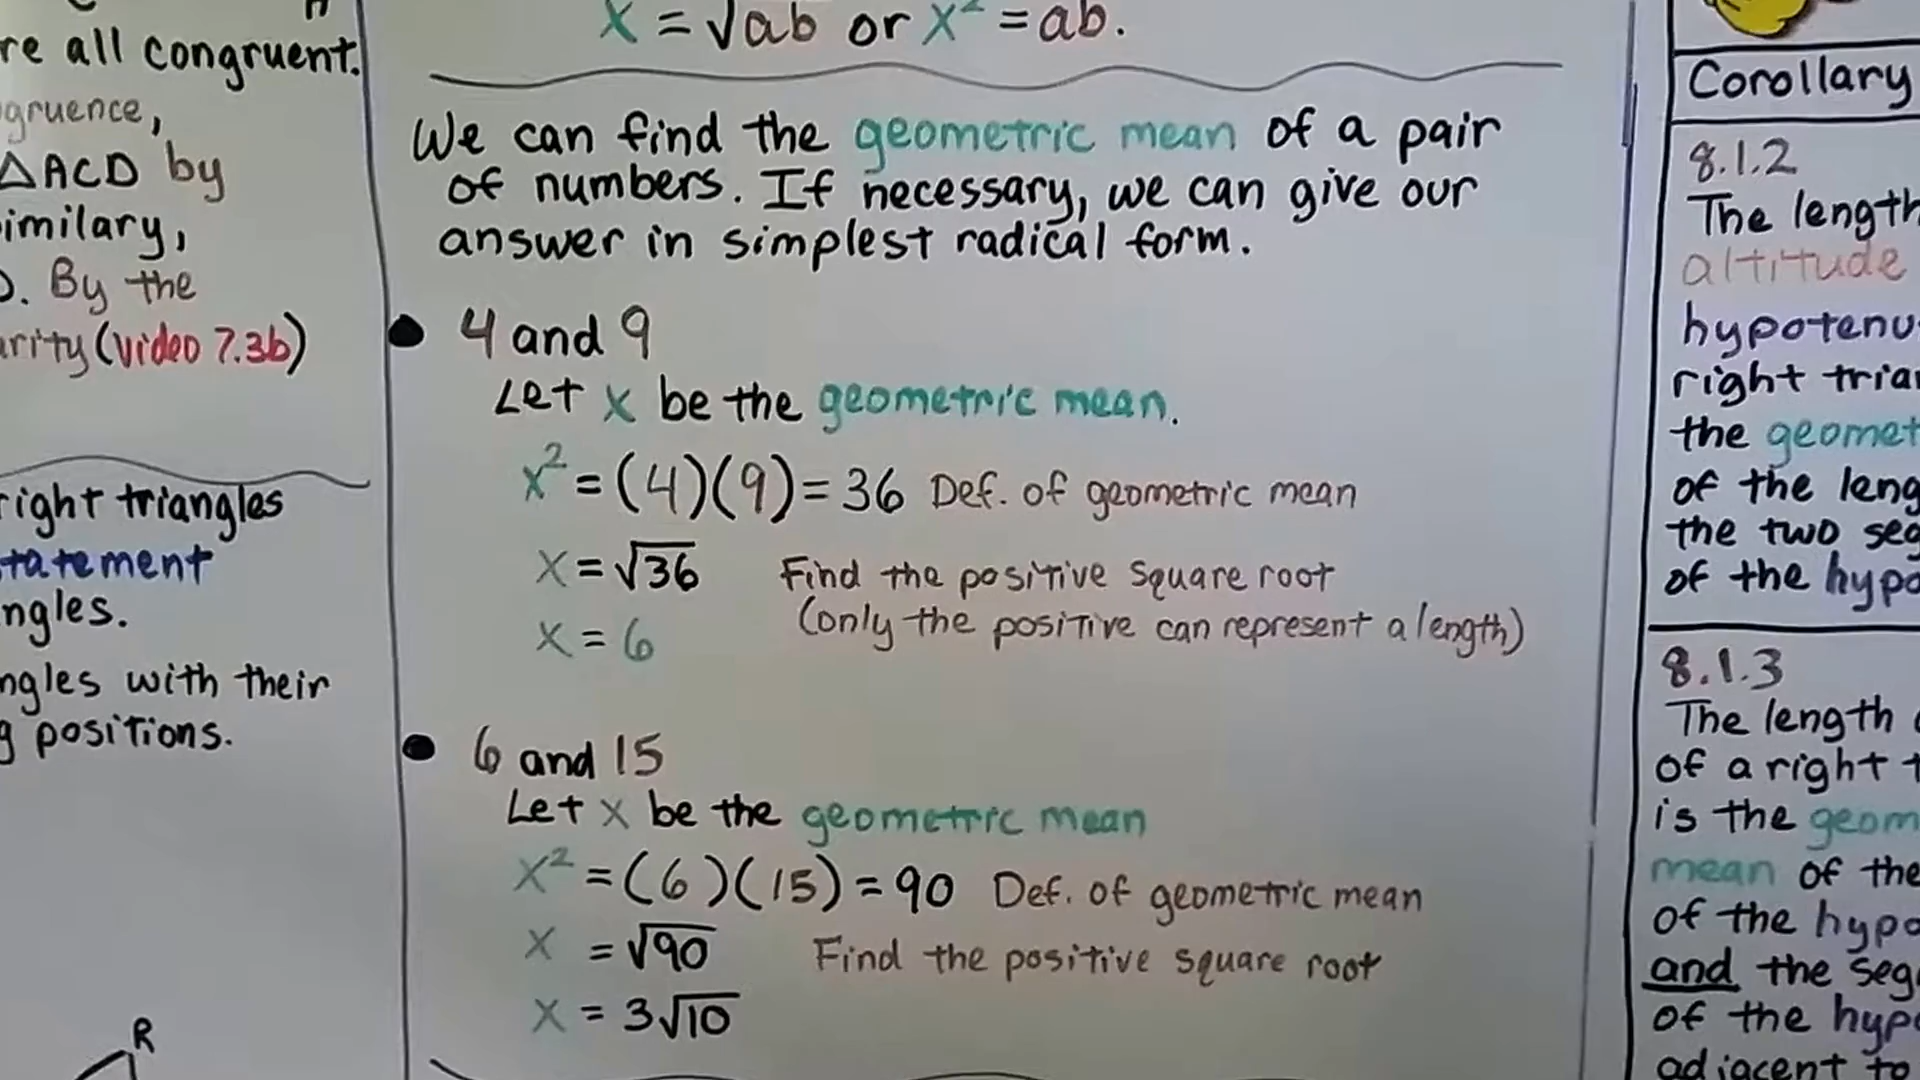 re all congruent.
gruence,
△ACD by
imilary,
. By the
arity (video 7.3b)
right triangles
tatement
ngles.
ngles with their
g positions.
R
x = √ab or x² = ab.
We can find the geometric mean of a pair
of numbers. If necessary, we can give our
answer in simplest radical form.
• 4 and 9
Let x be the geometric mean.
x² = (4)(9) = 36 Def. of geometric mean
x = √36 Find the positive square root
(only the positive can represent a length)
x = 6
• 6 and 15
Let x be the geometric mean
x² = (6)(15) = 90 Def. of geometric mean
x = √90 Find the positive square root
x = 3√10
Corollary
8.1.2
The length
altitude
hypotenu
right trian
the geomet
of the leng
the two seg
of the hypo
8.1.3
The length
of a right t
is the geom
mean of the
of the hypo
and the seg
of the hypo
adjacent to